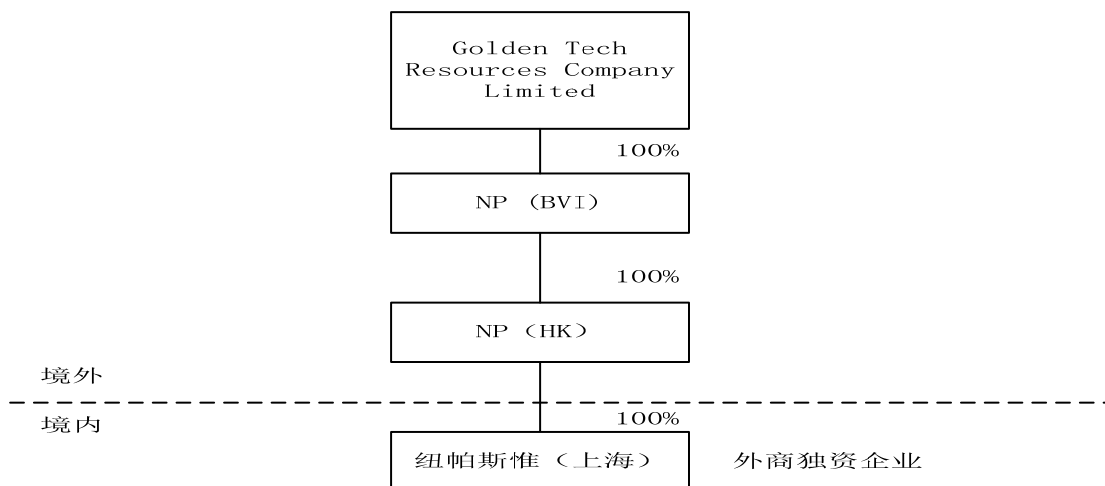 Golden Tech
Resources Company
Limited
100%
NP （BVI）
100%
NP （HK）
境外
境内
100%
纽帕斯惟（上海）
外商独资企业